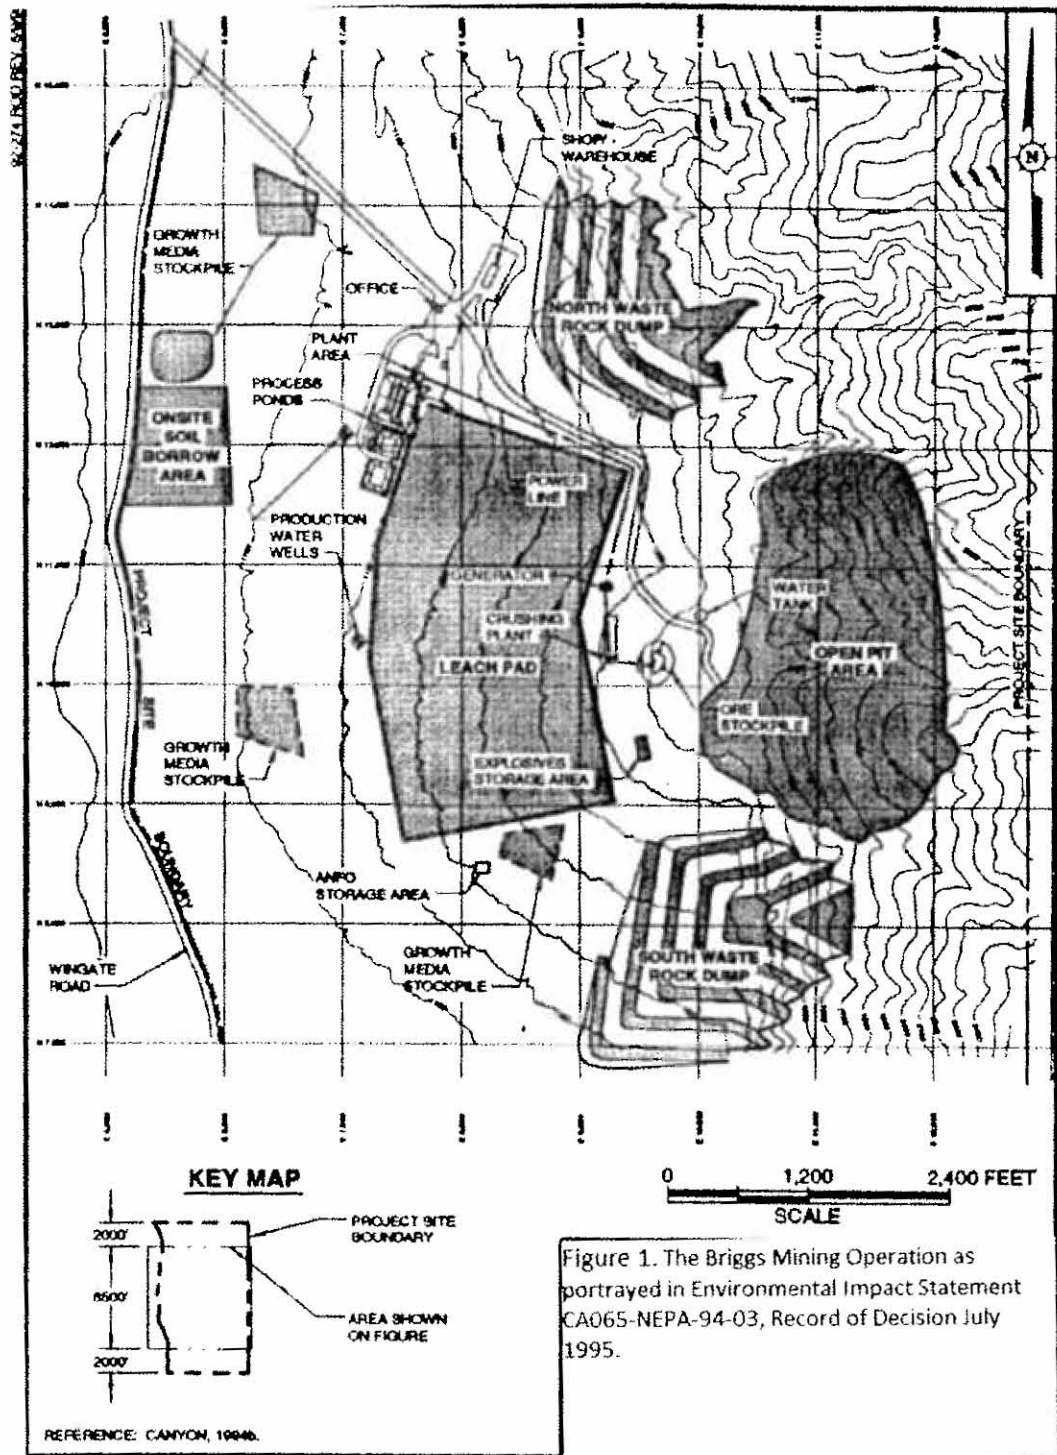 SHOP/
WAREHOUSE
GROWTH
MEDIA
STOCKPILE
OFFICE
NORTH WASTE
ROCK DUMP
PLANT
AREA
PROCESS
PONDS
ONSITE
SOIL
BORROW
AREA
POWER
LINE
PRODUCTION
WATER
WELLS
GENERATOR
WATER
TANK
CRUSHING
PLANT
LEACH PAD
OPEN PIT
AREA
PROJECT SITE BOUNDARY
PROJECT
SITE
BOUNDARY
ORE
STOCKPILE
GROWTH
MEDIA
STOCKPILE
EXPLOSIVES
STORAGE AREA
ANFO
STORAGE AREA
GROWTH
MEDIA
STOCKPILE
SOUTH WASTE
ROCK DUMP
WINGATE
ROAD
N
KEY MAP
2000'
6500'
2000'
PROJECT SITE
BOUNDARY
AREA SHOWN
ON FIGURE
0 1,200 2,400 FEET
SCALE
Figure 1. The Briggs Mining Operation as
portrayed in Environmental Impact Statement
CA065-NEPA-94-03, Record of Decision July
1995.
REFERENCE: CANYON, 1994b.